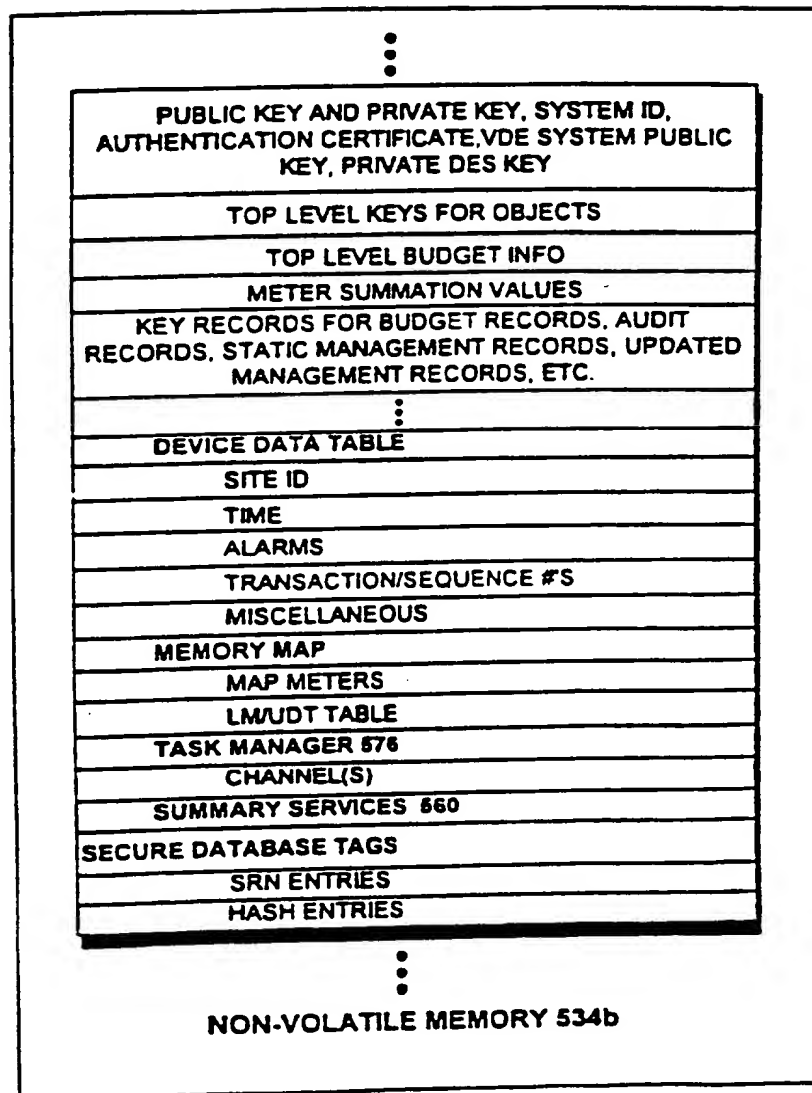 PUBLIC KEY AND PRIVATE KEY, SYSTEM ID,
AUTHENTICATION CERTIFICATE,VDE SYSTEM PUBLIC
KEY, PRIVATE DES KEY
TOP LEVEL KEYS FOR OBJECTS
TOP LEVEL BUDGET INFO
METER SUMMATION VALUES
KEY RECORDS FOR BUDGET RECORDS, AUDIT
RECORDS, STATIC MANAGEMENT RECORDS, UPDATED
MANAGEMENT RECORDS, ETC.
DEVICE DATA TABLE
SITE ID
TIME
ALARMS
TRANSACTION/SEQUENCE #'S
MISCELLANEOUS
MEMORY MAP
MAP METERS
LM/UDT TABLE
TASK MANAGER 576
CHANNEL(S)
SUMMARY SERVICES 560
SECURE DATABASE TAGS
SRN ENTRIES
HASH ENTRIES
NON-VOLATILE MEMORY 534b